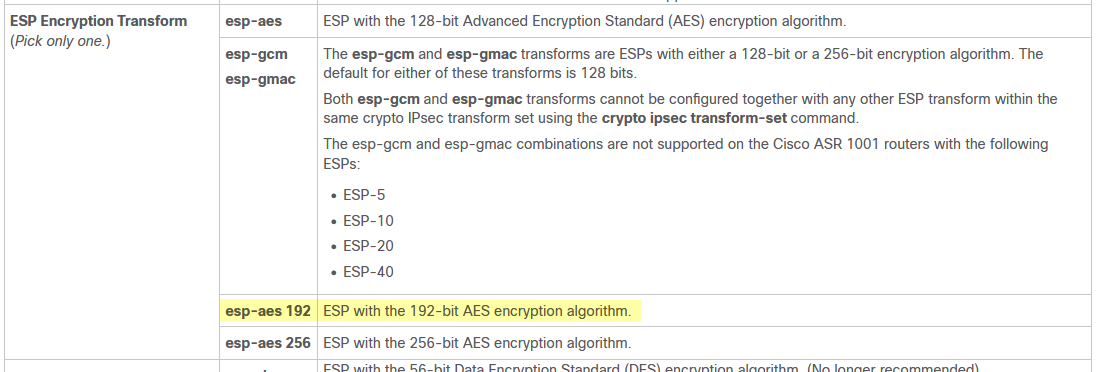 ESP Encryption Transform
(Pick only one.)
esp-aes
ESP with the 128-bit Advanced Encryption Standard (AES) encryption algorithm.
esp-gcm
esp-gmac
The esp-gcm and esp-gmac transforms are ESPs with either a 128-bit or a 256-bit encryption algorithm. The
default for either of these transforms is 128 bits.
Both esp-gcm and esp-gmac transforms cannot be configured together with any other ESP transform within the
same crypto IPsec transform set using the crypto ipsec transform-set command.
The esp-gcm and esp-gmac combinations are not supported on the Cisco ASR 1001 routers with the following
ESPs:
• ESP-5
• ESP-10
• ESP-20
• ESP-40
esp-aes 192
ESP with the 192-bit AES encryption algorithm.
esp-aes 256
ESP with the 256-bit AES encryption algorithm.
ESP with the 56-bit Data Encryption Standard (DES) encryption algorithm. (No longer recommended).